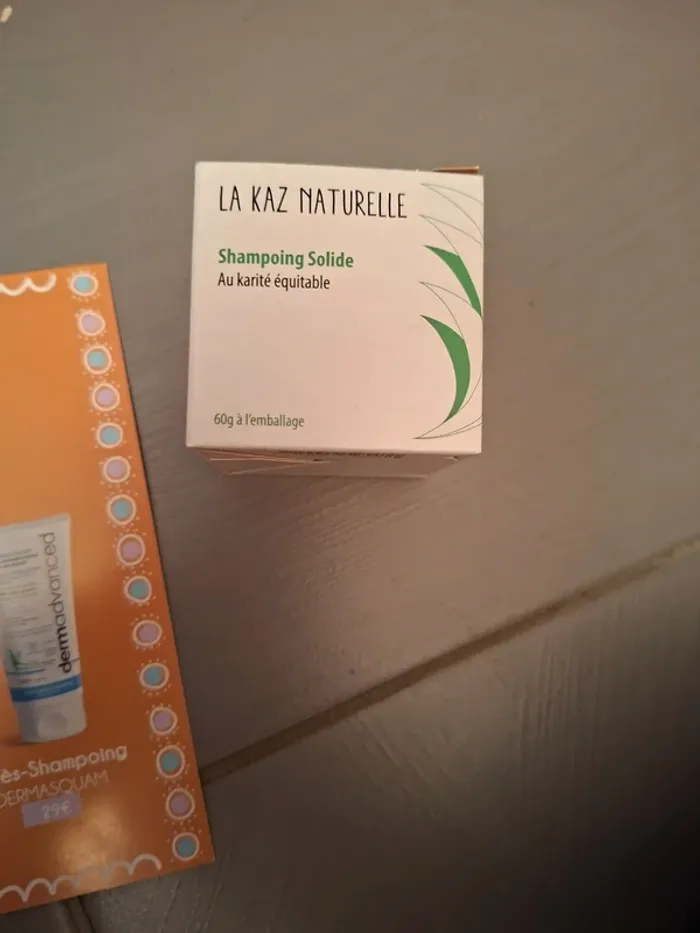 LA KAZ NATURELLE
Shampoing Solide
Au karité équitable
60g à l'emballage
dermadvanced
ès-Shampoing
DERMASQUAM
29€